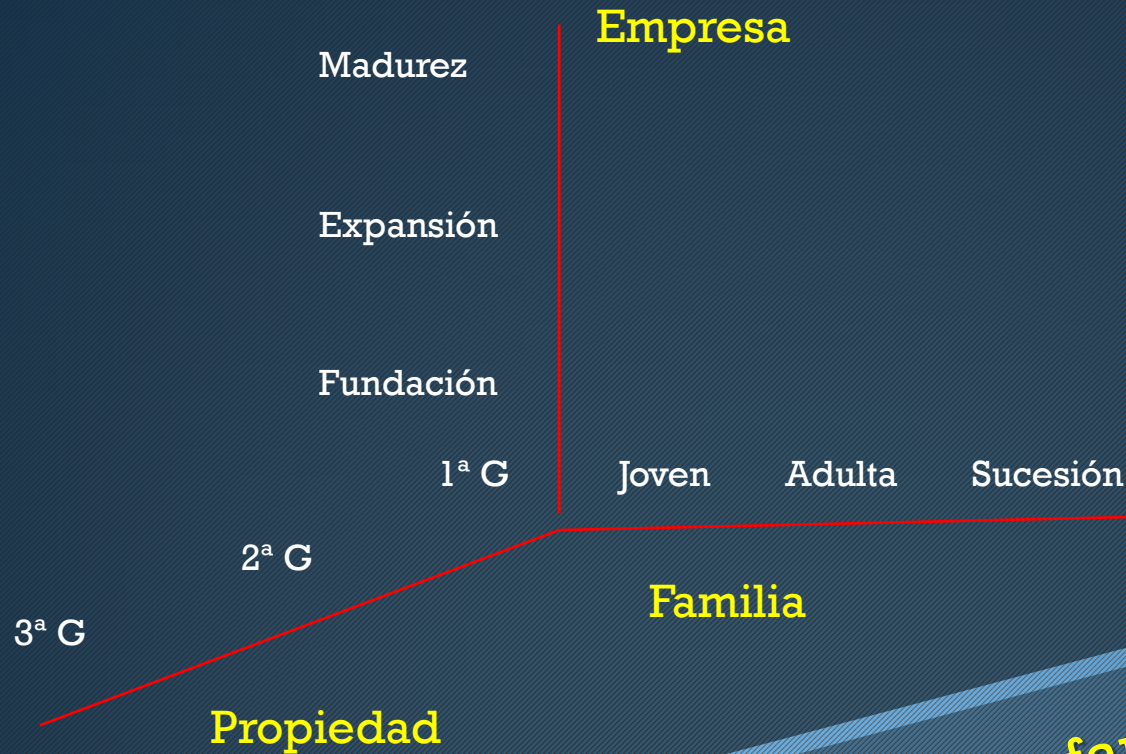 Empresa
Madurez
Expansión
Fundación
1ª G
Joven
Adulta
Sucesión
2ª G
Familia
3ª G
Propiedad